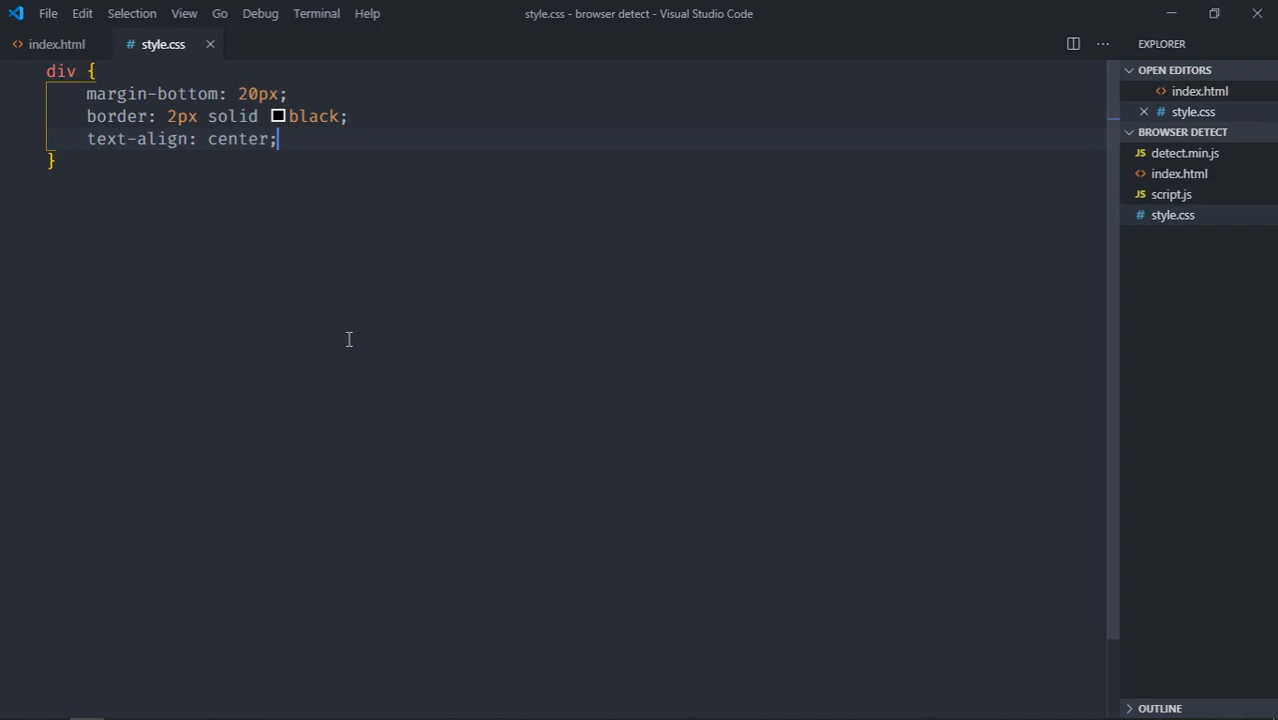 File Edit Selection View Go Debug Terminal Help
style.css - browser detect - Visual Studio Code
<> index.html
# style.css
EXPLORER
div {
margin-bottom: 20px;
border: 2px solid black;
text-align: center;
}
OPEN EDITORS
<> index.html
# style.css
BROWSER DETECT
JS detect.min.js
<> index.html
JS script.js
# style.css
OUTLINE